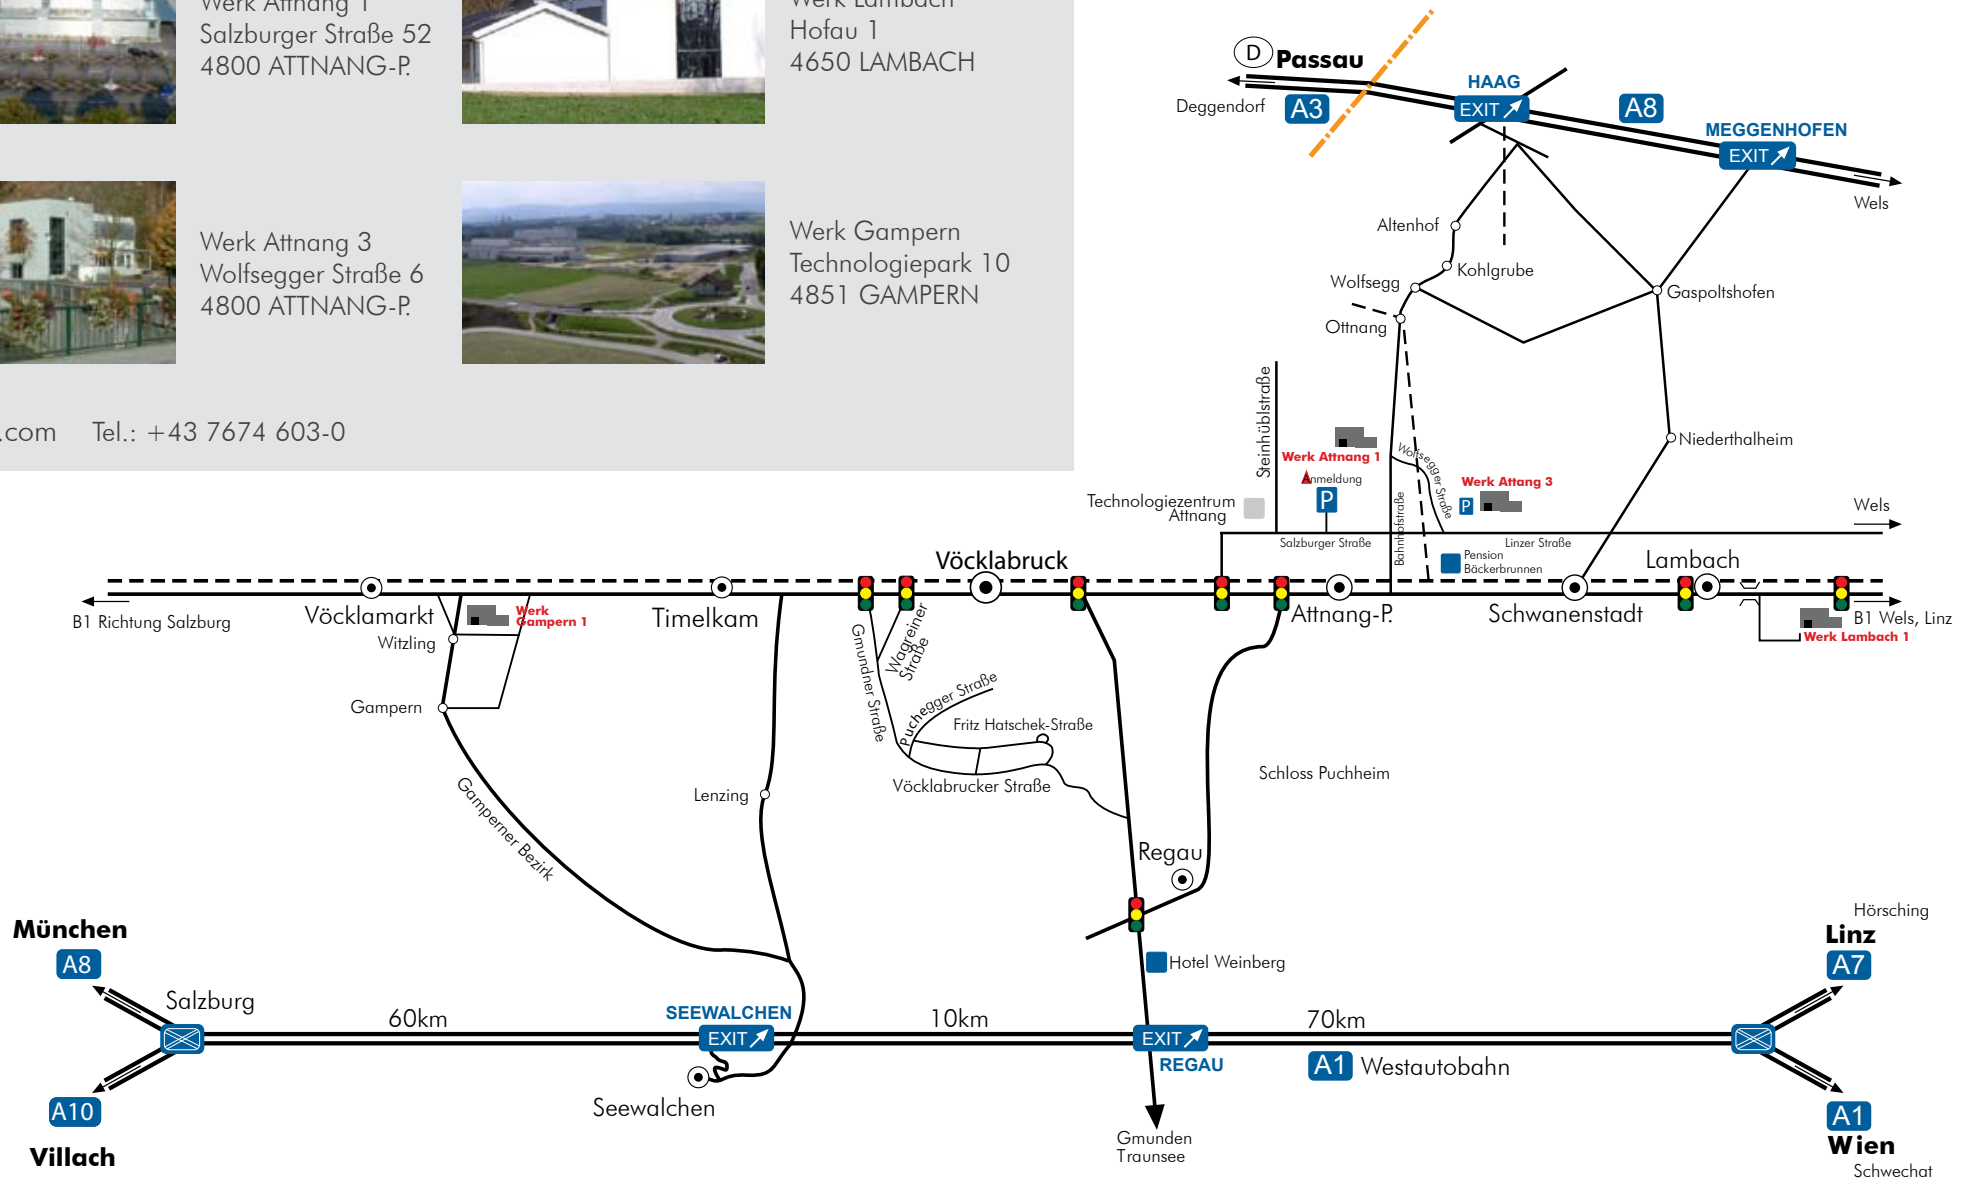 Werk Attnang 1
Salzburger Straße 52
4800 ATTNANG-P.
Werk Lambach
Hofau 1
4650 LAMBACH
Werk Attnang 3
Wolfsegger Straße 6
4800 ATTNANG-P.
Werk Gampern
Technologiepark 10
4851 GAMPERN
.com Tel.: +43 7674 603-0
D Passau
Deggendorf
A3
HAAG
EXIT
A8
MEGGENHOFEN
EXIT
Wels
Altenhof
Kohlgrube
Wolfsegg
Gaspoltshofen
Ottnang
Niederthalheim
Steinhüblstraße
Werk Attnang 1
Anmeldung
P
Wolfsegger Straße
Werk Attang 3
P
Technologiezentrum
Attnang
Bahnhofstraße
Wels
Salzburger Straße
Linzer Straße
Pension
Bäckerbrunnen
Vöcklabruck
Lambach
Vöcklamarkt
Timelkam
Attnang-P.
Schwanenstadt
B1 Richtung Salzburg
B1 Wels, Linz
Werk
Gampern 1
Werk Lambach 1
Witzling
Gampern
Gmundner Straße
Wagreiner
Straße
Puchegger Straße
Fritz Hatschek-Straße
Vöcklabrucker Straße
Schloss Puchheim
Lenzing
Gamperner Bezirk
Regau
Hotel Weinberg
München
A8
Salzburg
60km
SEEWALCHEN
EXIT
10km
EXIT
REGAU
70km
A1 Westautobahn
Hörsching
Linz
A7
A10
Villach
Seewalchen
Gmunden
Traunsee
A1
Wien
Schwechat